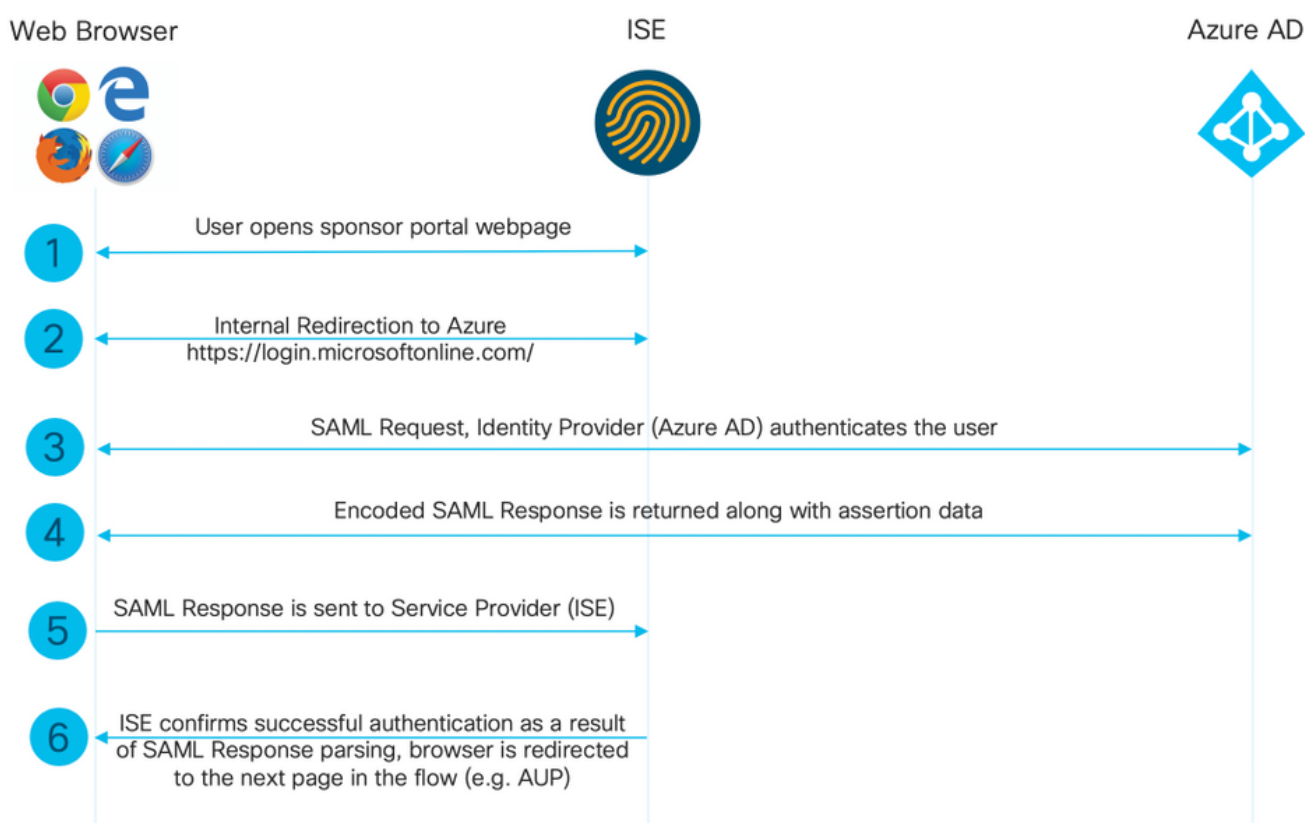 Web Browser
ISE
Azure AD
1
User opens sponsor portal webpage
2
Internal Redirection to Azure
https://login.microsoftonline.com/
3
SAML Request, Identity Provider (Azure AD) authenticates the user
4
Encoded SAML Response is returned along with assertion data
5
SAML Response is sent to Service Provider (ISE)
6
ISE confirms successful authentication as a result
of SAML Response parsing, browser is redirected
to the next page in the flow (e.g. AUP)